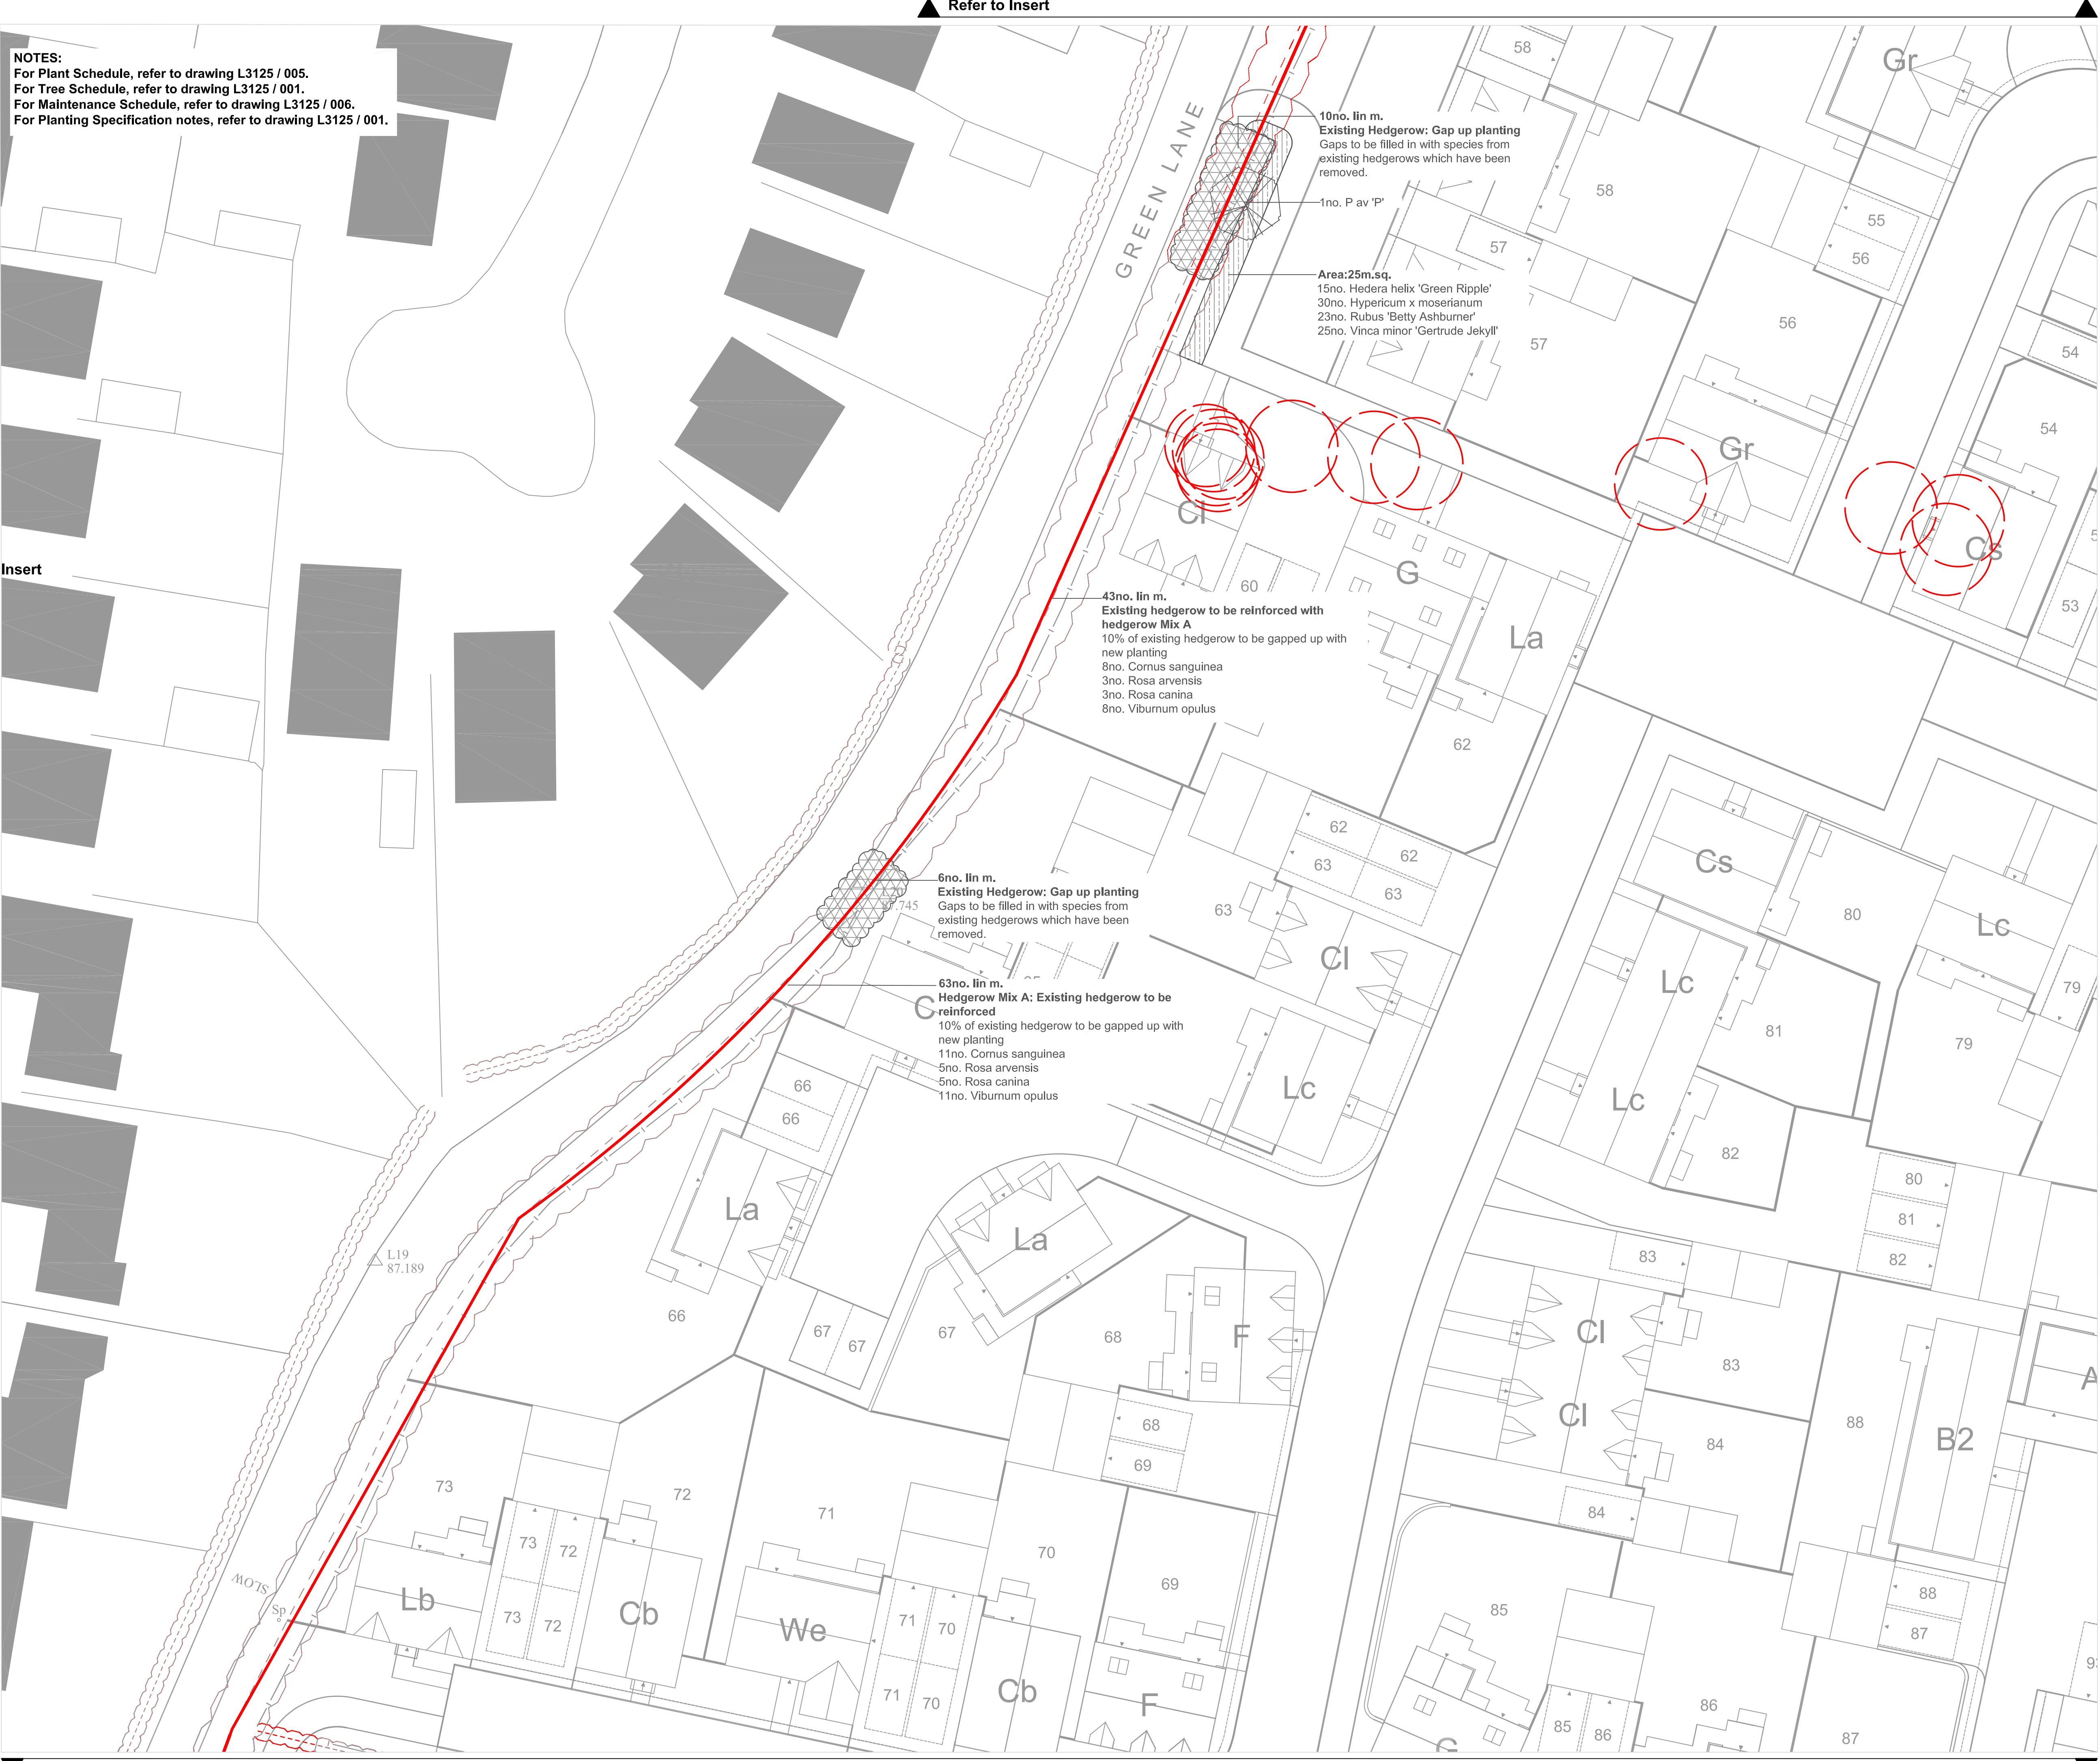 Refer to Insert
NOTES:
For Plant Schedule, refer to drawing L3125 / 005.
For Tree Schedule, refer to drawing L3125 / 001.
For Maintenance Schedule, refer to drawing L3125 / 006.
For Planting Specification notes, refer to drawing L3125 / 001.
GREEN LANE
10no. lin m.
Existing Hedgerow: Gap up planting
Gaps to be filled in with species from
existing hedgerows which have been
removed.
1no. P av 'P'
Area:25m.sq.
15no. Hedera helix 'Green Ripple'
30no. Hypericum x moserianum
23no. Rubus 'Betty Ashburner'
25no. Vinca minor 'Gertrude Jekyll'
58
Gr
58
55
56
57
56
57
54
54
Gr
Cl
Cs
Insert
G
60
53
La
43no. lin m.
Existing hedgerow to be reinforced with
hedgerow Mix A
10% of existing hedgerow to be gapped up with
new planting
8no. Cornus sanguinea
3no. Rosa arvensis
3no. Rosa canina
8no. Viburnum opulus
62
62
62
63
63
63
Cs
80
Lc
Cl
6no. lin m.
Existing Hedgerow: Gap up planting
Gaps to be filled in with species from
existing hedgerows which have been
removed.
.745
Lc
79
C
63no. lin m.
Hedgerow Mix A: Existing hedgerow to be
reinforced
10% of existing hedgerow to be gapped up with
new planting
11no. Cornus sanguinea
5no. Rosa arvensis
5no. Rosa canina
11no. Viburnum opulus
81
79
66
66
Lc
Lc
82
80
81
82
La
La
L19
87.189
83
66
67
67
67
68
F
Cl
83
68
69
Cl
84
88
B2
A
73
72
71
70
73
72
84
69
85
88
87
SLOW
Sp
Lb
73
72
Cb
We
71
70
71
70
Cb
F
85
86
86
87
G